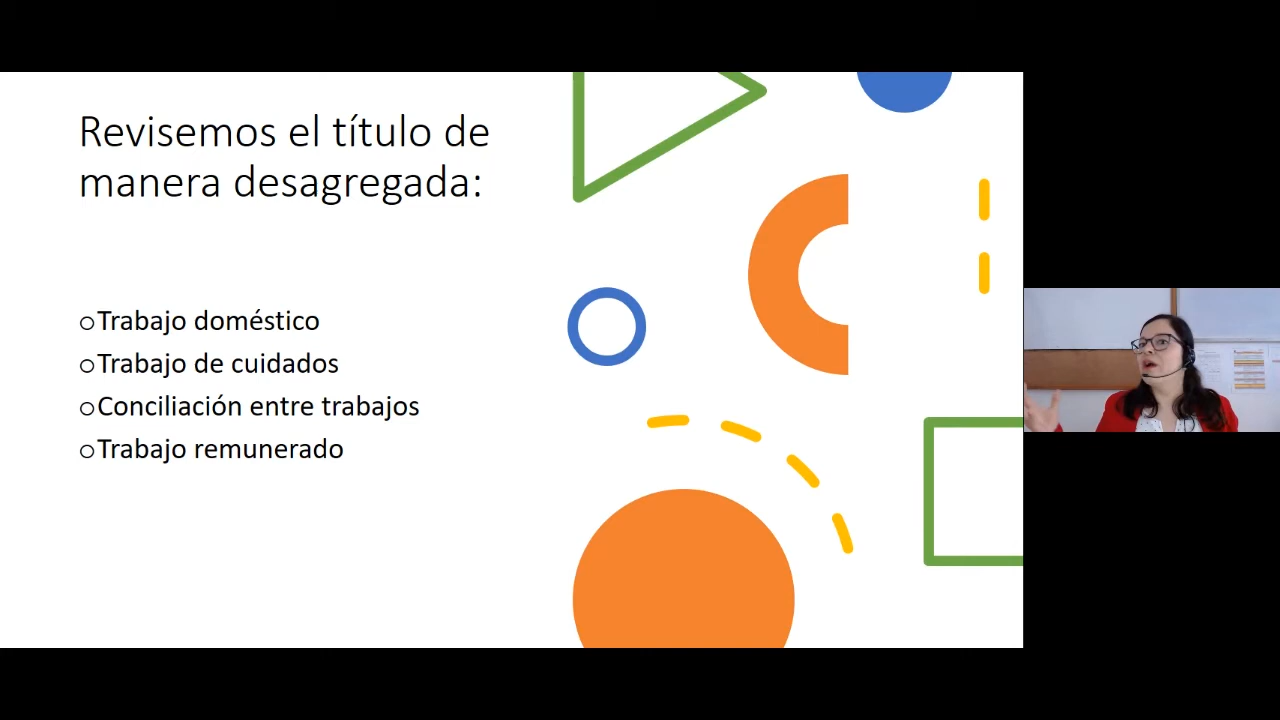 Revisemos el título de
manera desagregada:
○Trabajo doméstico
○Trabajo de cuidados
○Conciliación entre trabajos
○Trabajo remunerado